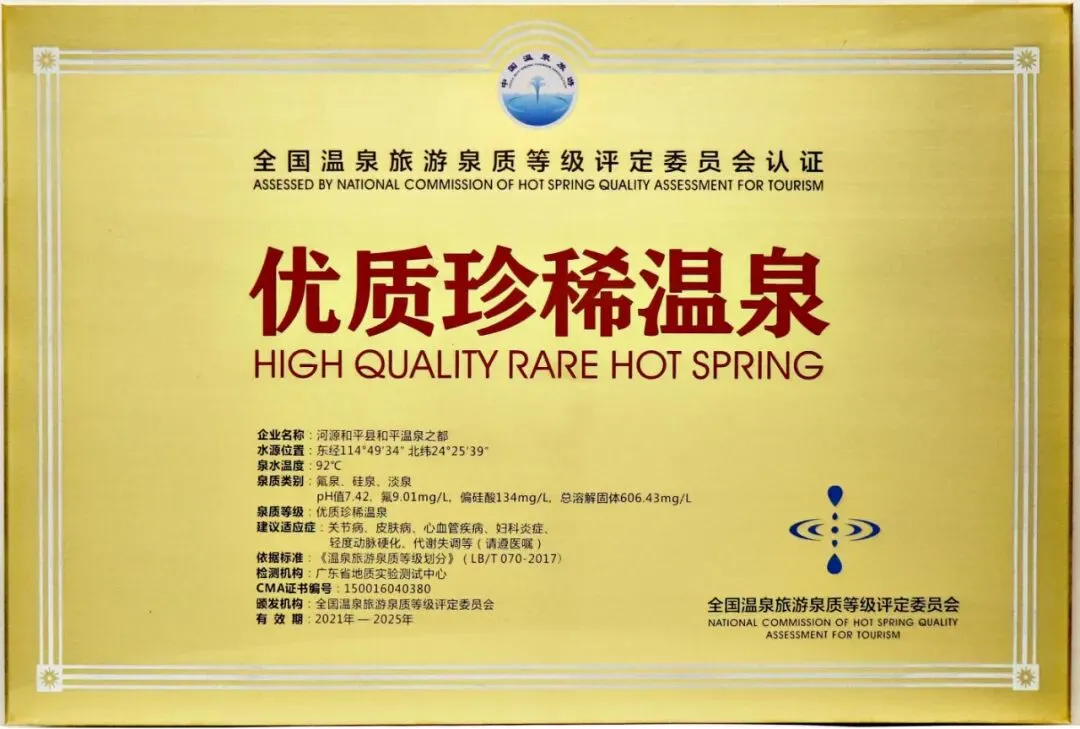 中国温泉旅游
全国温泉旅游泉质等级评定委员会认证
ASSESSED BY NATIONAL COMMISSION OF HOT SPRING QUALITY ASSESSMENT FOR TOURISM
优质珍稀温泉
HIGH QUALITY RARE HOT SPRING
企业名称：河源和平县和平温泉之都
水源位置：东经114°49'34" 北纬24°25'39"
泉水温度：92℃
泉质类别：氟泉、硅泉、淡泉
pH值7.42，氟9.01mg/L，偏硅酸134mg/L，总溶解固体606.43mg/L
泉质等级：优质珍稀温泉
建议适应症：关节病、皮肤病、心血管疾病、妇科炎症、
轻度动脉硬化、代谢失调等（请遵医嘱）
依据标准：《温泉旅游泉质等级划分》（LB/T 070-2017）
检测机构：广东省地质实验测试中心
CMA证书编号：150016040380
颁发机构：全国温泉旅游泉质等级评定委员会
有 效 期：2021年 — 2025年
全国温泉旅游泉质等级评定委员会
NATIONAL COMMISSION OF HOT SPRING QUALITY
ASSESSMENT FOR TOURISM